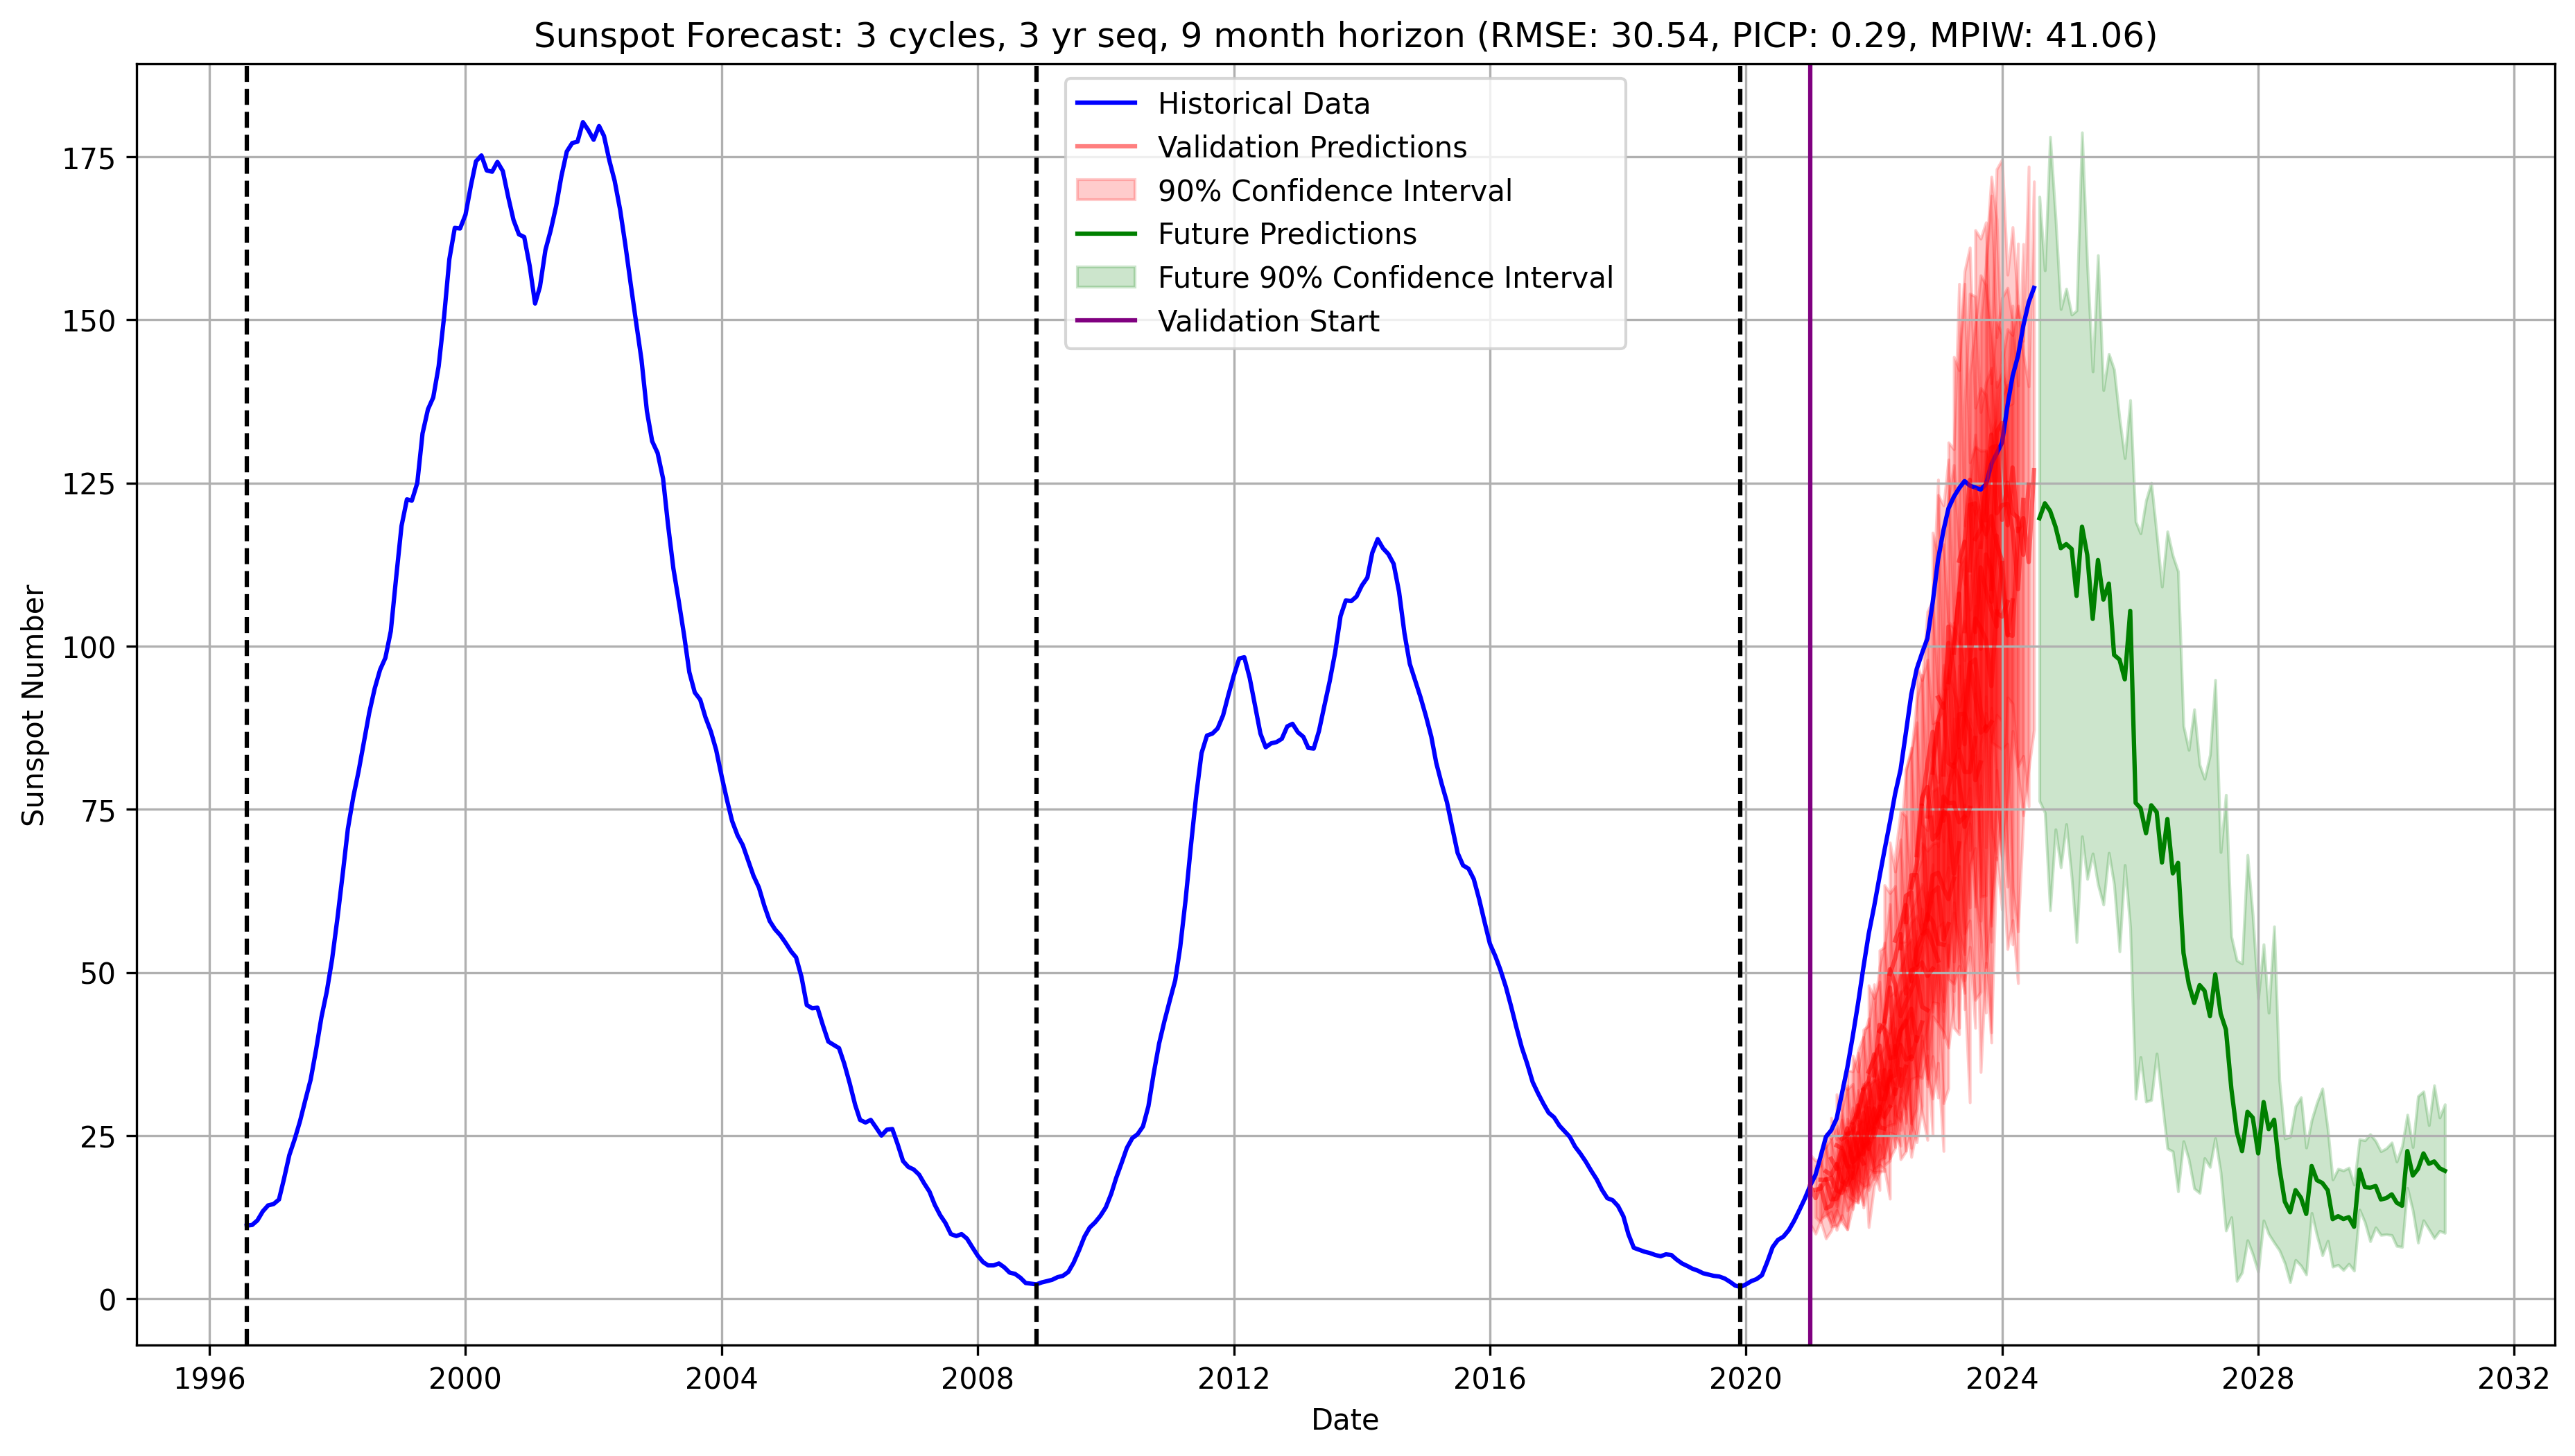 Sunspot Forecast: 3 cycles, 3 yr seq, 9 month horizon (RMSE: 30.54, PICP: 0.29, MPIW: 41.06)
Historical Data
Validation Predictions
90% Confidence Interval
Future Predictions
Future 90% Confidence Interval
Validation Start
Sunspot Number
175
150
125
100
75
50
25
0
1996 2000 2004 2008 2012 2016 2020 2024 2028 2032
Date